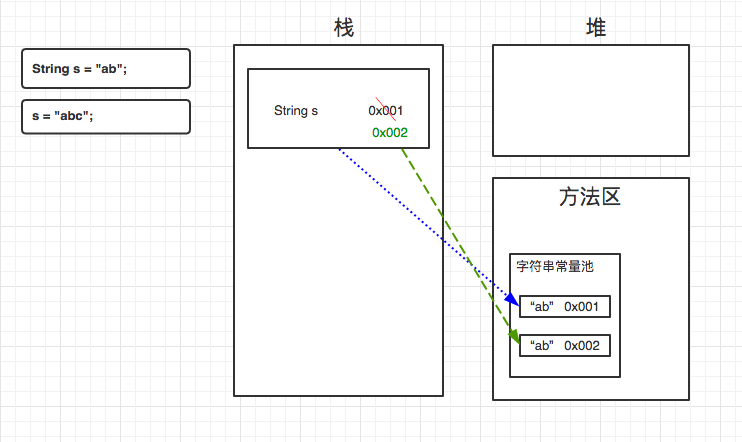 String s = "ab";
s = "abc";
栈
String s 0x001
0x002
堆
方法区
字符串常量池
“ab” 0x001
“ab” 0x002